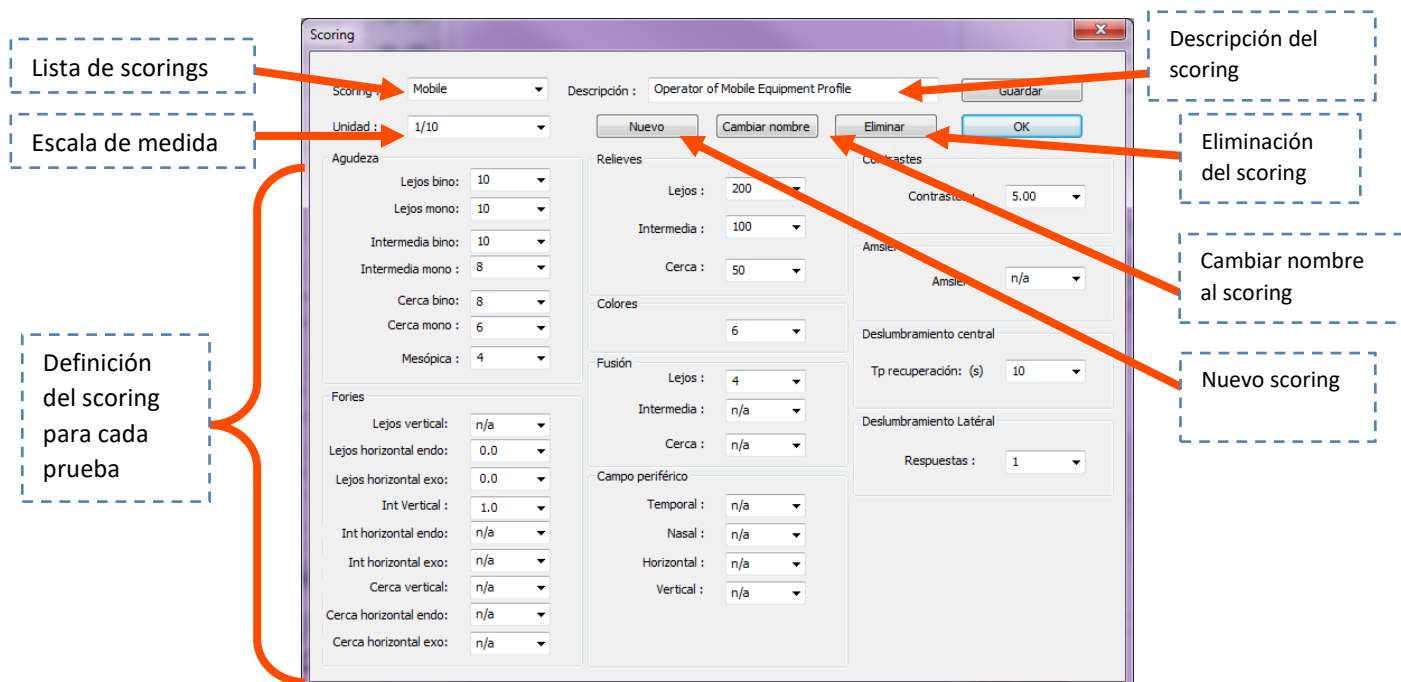 Scoring
Lista de scorings
Escala de medida
Definición
del scoring
para cada
prueba
Scoring :
Mobile
Descripción :
Operator of Mobile Equipment Profile
Guardar
Unidad :
1/10
Nuevo
Cambiar nombre
Eliminar
OK
Agudeza
Lejos bino:
10
Lejos mono:
10
Intermedia bino:
10
Intermedia mono :
8
Cerca bino:
8
Cerca mono :
6
Mesópica :
4
Fories
Lejos vertical:
n/a
Lejos horizontal endo:
0.0
Lejos horizontal exo:
0.0
Int Vertical :
1.0
Int horizontal endo:
n/a
Int horizontal exo:
n/a
Cerca vertical:
n/a
Cerca horizontal endo:
n/a
Cerca horizontal exo:
n/a
Relieves
Lejos :
200
Intermedia :
100
Cerca :
50
Colores
6
Fusión
Lejos :
4
Intermedia :
n/a
Cerca :
n/a
Campo periférico
Temporal :
n/a
Nasal :
n/a
Horizontal :
n/a
Vertical :
n/a
Contrastes
5.00
n/a
Deslumbramiento central
Tp recuperación: (s)
10
Deslumbramiento Latéral
Respuestas :
1
Descripción del
scoring
Eliminación
del scoring
Cambiar nombre
al scoring
Nuevo scoring